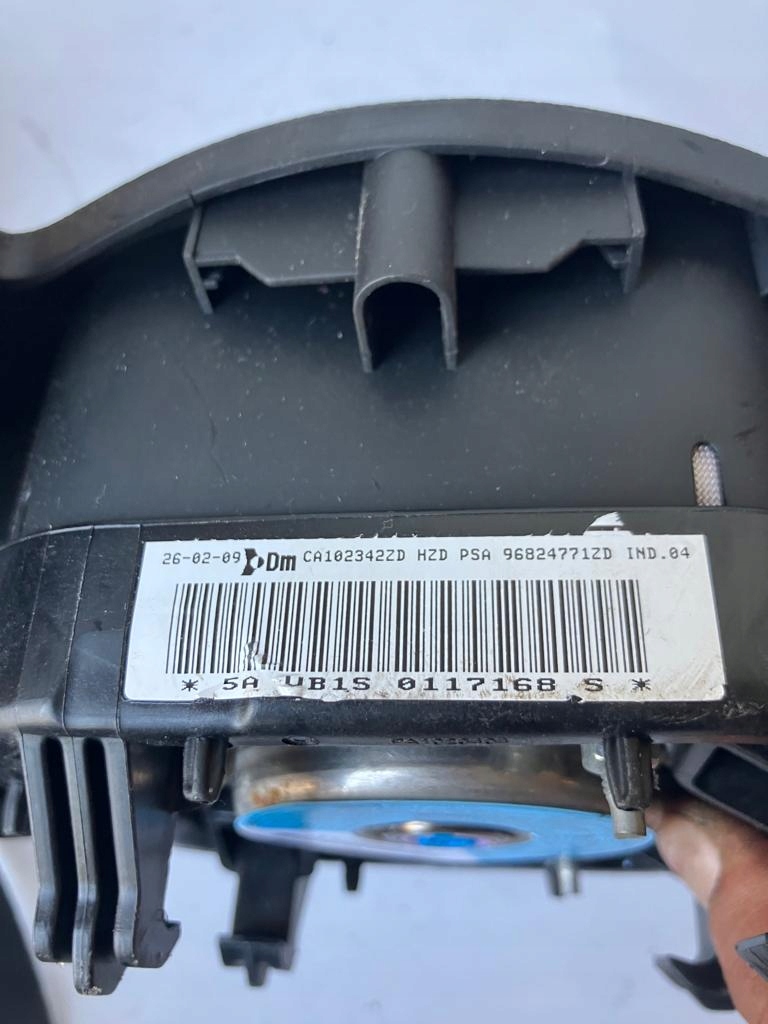 26-02-09 Dm CA102342ZD HZD PSA 96824771ZD IND.04
* 5A UB1S 0117168 S *